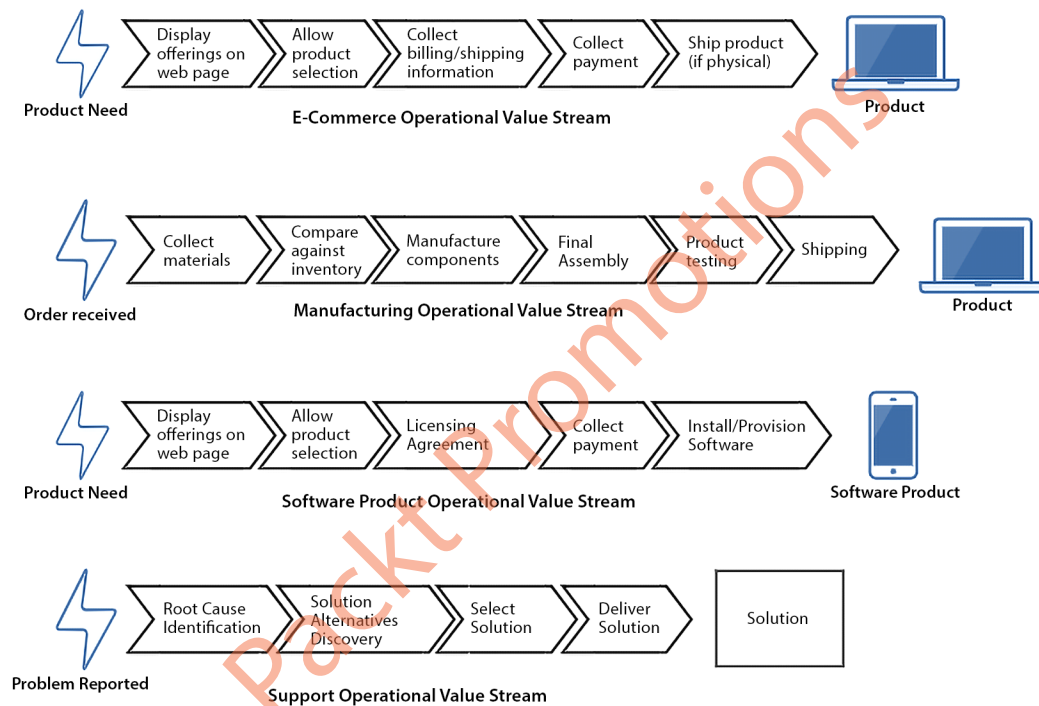 Display
offerings on
web page
Allow
product
selection
Collect
billing/shipping
information
Collect
payment
Ship product
(if physical)
Product Need
Product
E-Commerce Operational Value Stream
Collect
materials
Compare
against
inventory
Manufacture
components
Final
Assembly
Product
testing
Shipping
Order received
Product
Manufacturing Operational Value Stream
Display
offerings on
web page
Allow
product
selection
Licensing
Agreement
Collect
payment
Install/Provision
Software
Product Need
Software Product
Software Product Operational Value Stream
Root Cause
Identification
Solution
Alternatives
Discovery
Select
Solution
Deliver
Solution
Solution
Problem Reported
Support Operational Value Stream
Packt Promotions